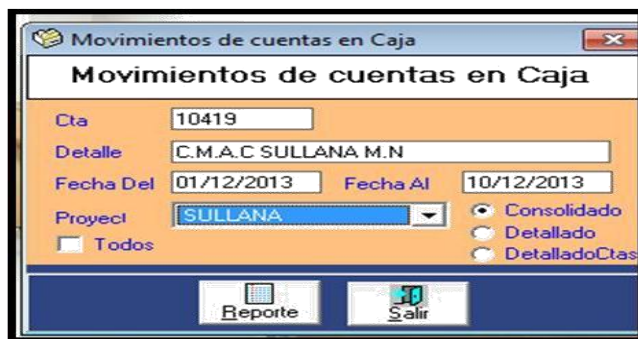 Movimientos de cuentas en Caja
Movimientos de cuentas en Caja
Cta 10419
Detalle C.M.A.C SULLANA M.N
Fecha Del 01/12/2013 Fecha Al 10/12/2013
Proyect SULLANA Consolidado
Todos Detallado
DetalladoCtas
Reporte Salir